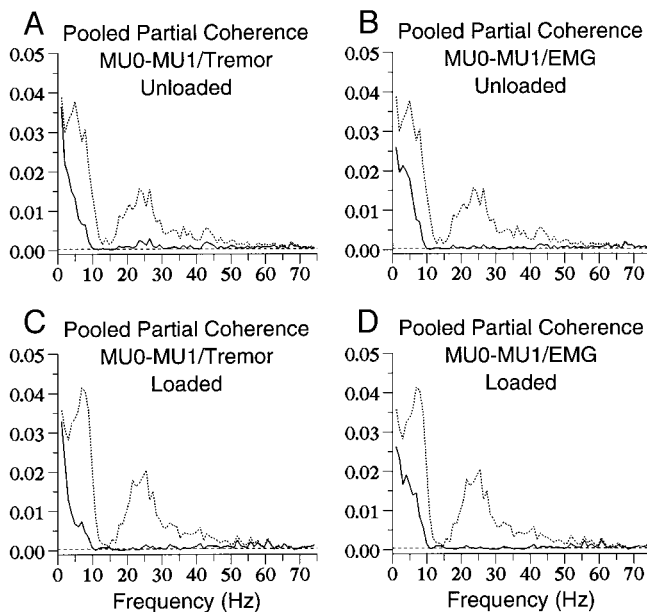 A
Pooled Partial Coherence
MU0-MU1/Tremor
Unloaded
0.05
0.04
0.03
0.02
0.01
0.00
0 10 20 30 40 50 60 70
B
Pooled Partial Coherence
MU0-MU1/EMG
Unloaded
0.05
0.04
0.03
0.02
0.01
0.00
0 10 20 30 40 50 60 70
C
Pooled Partial Coherence
MU0-MU1/Tremor
Loaded
0.05
0.04
0.03
0.02
0.01
0.00
0 10 20 30 40 50 60 70
Frequency (Hz)
D
Pooled Partial Coherence
MU0-MU1/EMG
Loaded
0.05
0.04
0.03
0.02
0.01
0.00
0 10 20 30 40 50 60 70
Frequency (Hz)